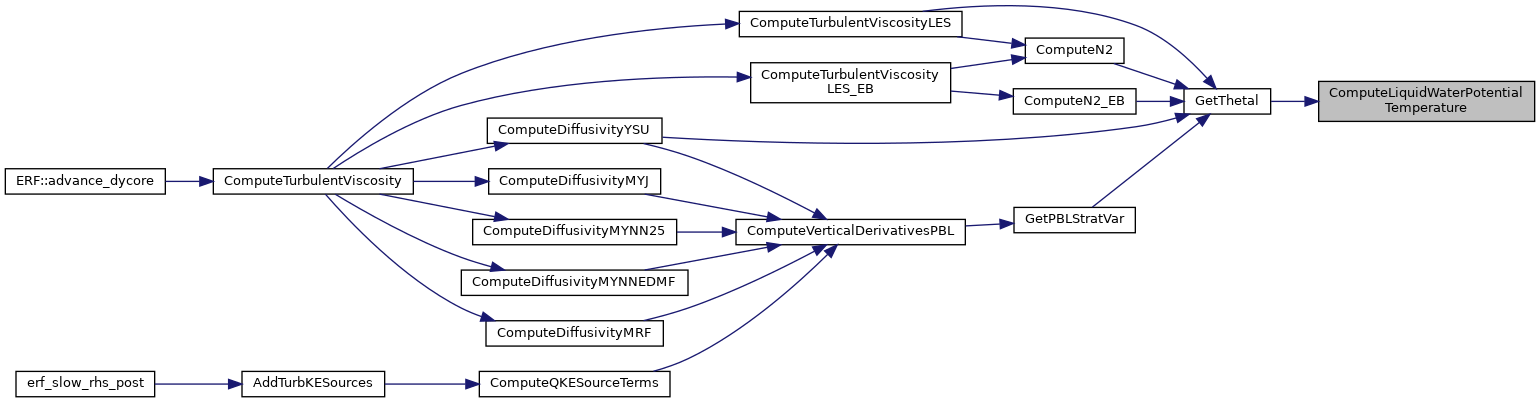 ComputeTurbulentViscosityLES
ComputeN2
ComputeTurbulentViscosity
LES_EB
ComputeLiquidWaterPotential
Temperature
ComputeN2_EB
GetThetal
ComputeDiffusivityYSU
ERF::advance_dycore
ComputeTurbulentViscosity
ComputeDiffusivityMYJ
GetPBLStratVar
ComputeDiffusivityMYNN25
ComputeVerticalDerivativesPBL
ComputeDiffusivityMYNNEDMF
ComputeDiffusivityMRF
erf_slow_rhs_post
AddTurbKESources
ComputeQKESourceTerms